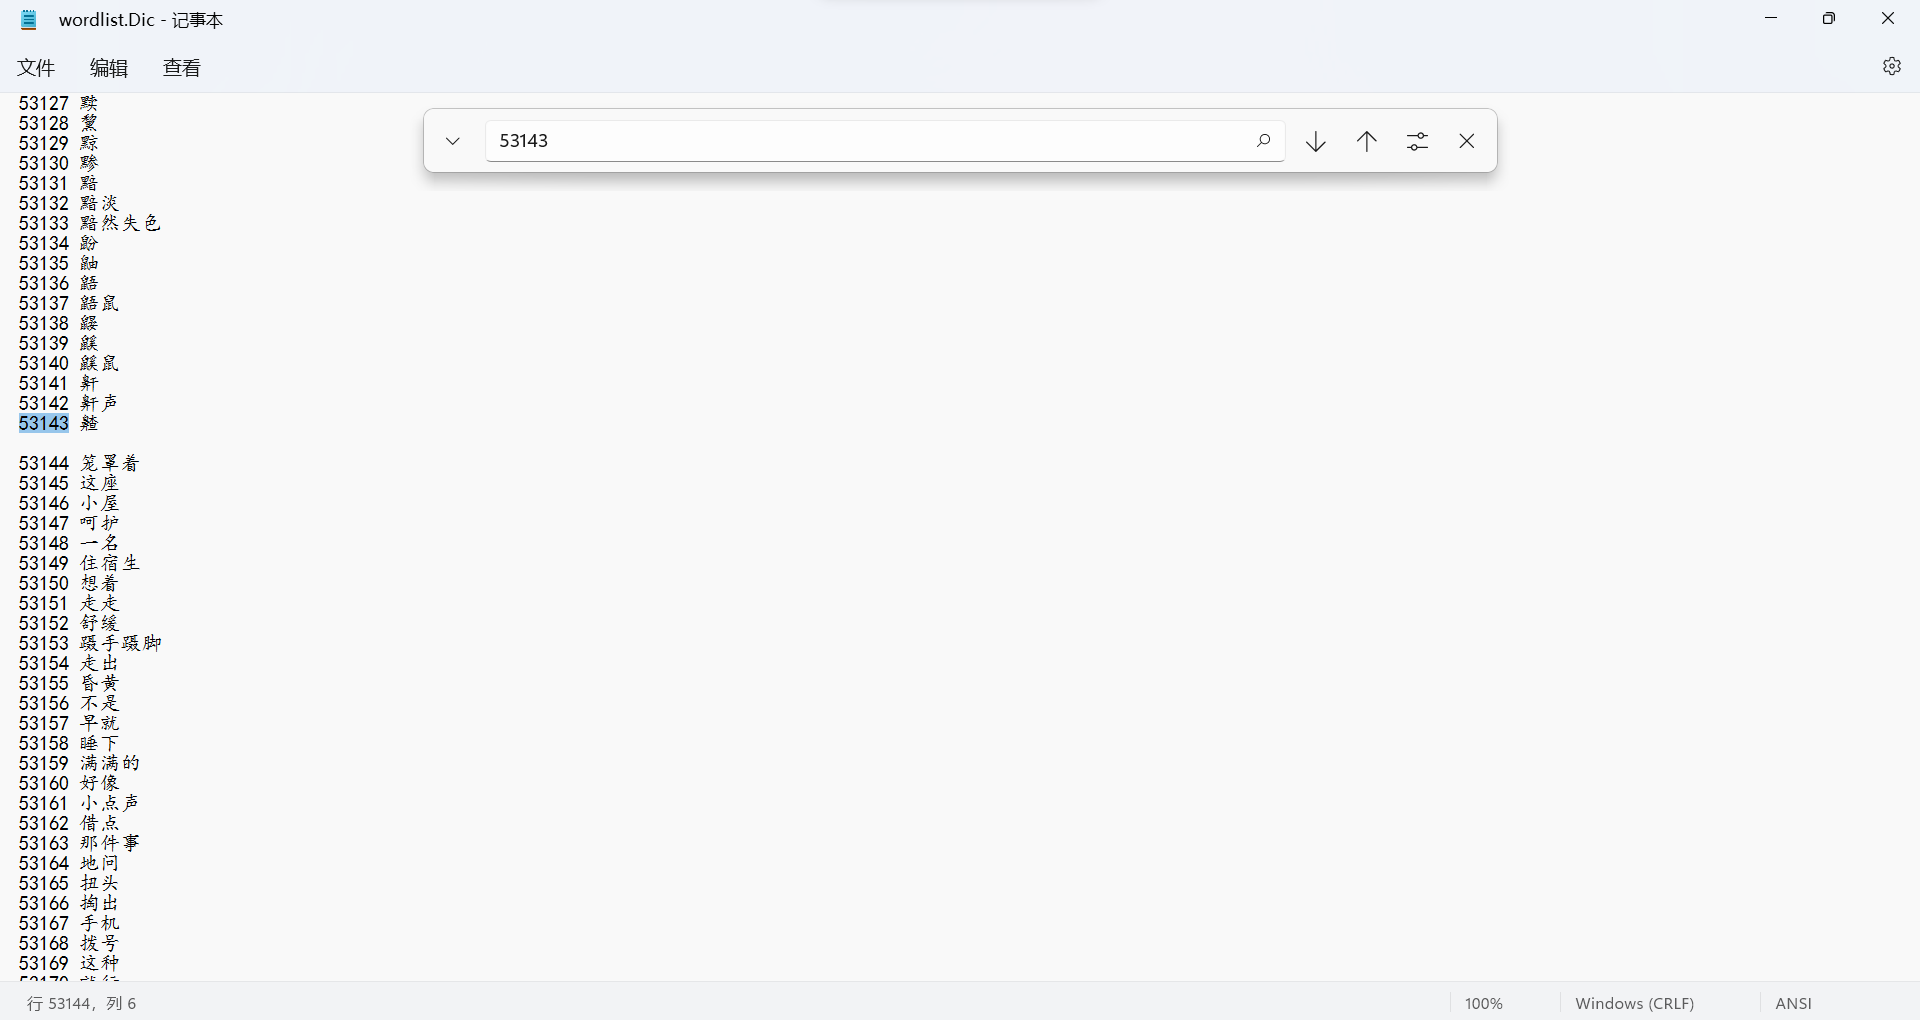 wordlist.Dic - 记事本
文件 编辑 查看
53143
53127 黩
53128 黧
53129 黥
53130 黪
53131 黯
53132 黯淡
53133 黯然失色
53134 鼢
53135 鼬
53136 鼯
53137 鼯鼠
53138 鼹
53139 鼷
53140 鼷鼠
53141 鼾
53142 鼾声
53143 齄
53144 笼罩着
53145 这座
53146 小屋
53147 呵护
53148 一名
53149 住宿生
53150 想着
53151 走走
53152 舒缓
53153 蹑手蹑脚
53154 走出
53155 昏黄
53156 不是
53157 早就
53158 睡下
53159 满满的
53160 好像
53161 小点声
53162 借点
53163 那件事
53164 地问
53165 扭头
53166 掏出
53167 手机
53168 拨号
53169 这种
行 53144, 列 6
100%
Windows (CRLF)
ANSI